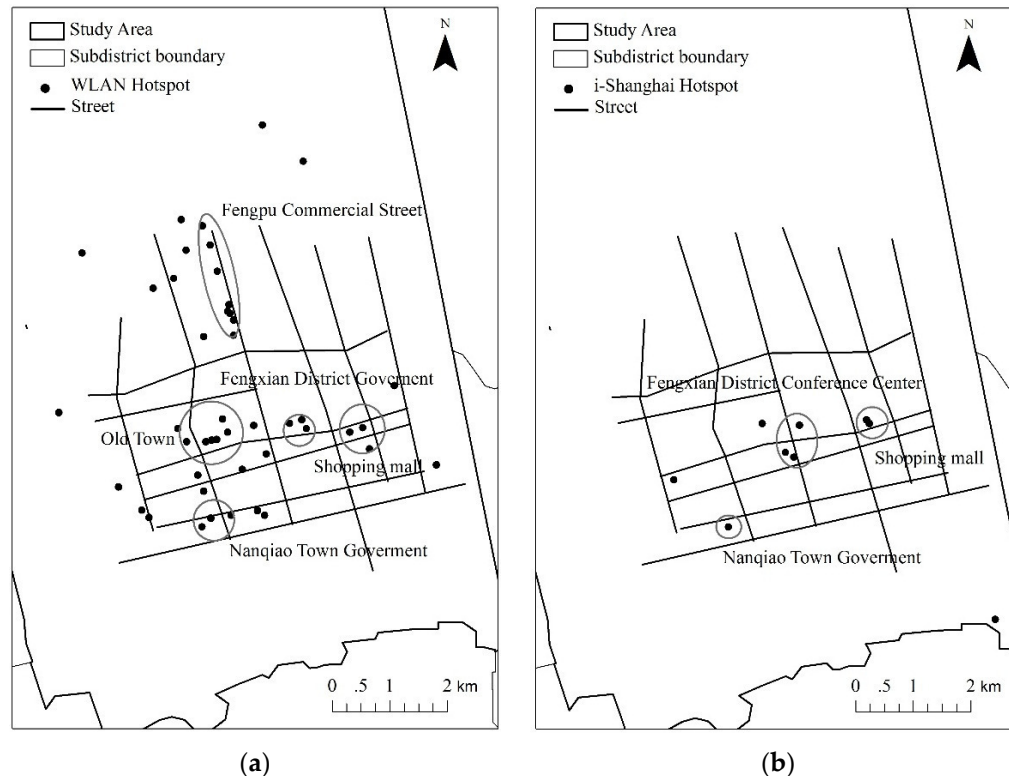 Study Area
Subdistrict boundary
WLAN Hotspot
Street
N
Fengpu Commercial Street
Fengxian District Goverment
Old Town
Shopping mall
Nanqiao Town Goverment
0 .5 1 2 km
(a)
Study Area
Subdistrict boundary
i-Shanghai Hotspot
Street
N
Fengxian District Conference Center
Shopping mall
Nanqiao Town Goverment
0 .5 1 2 km
(b)